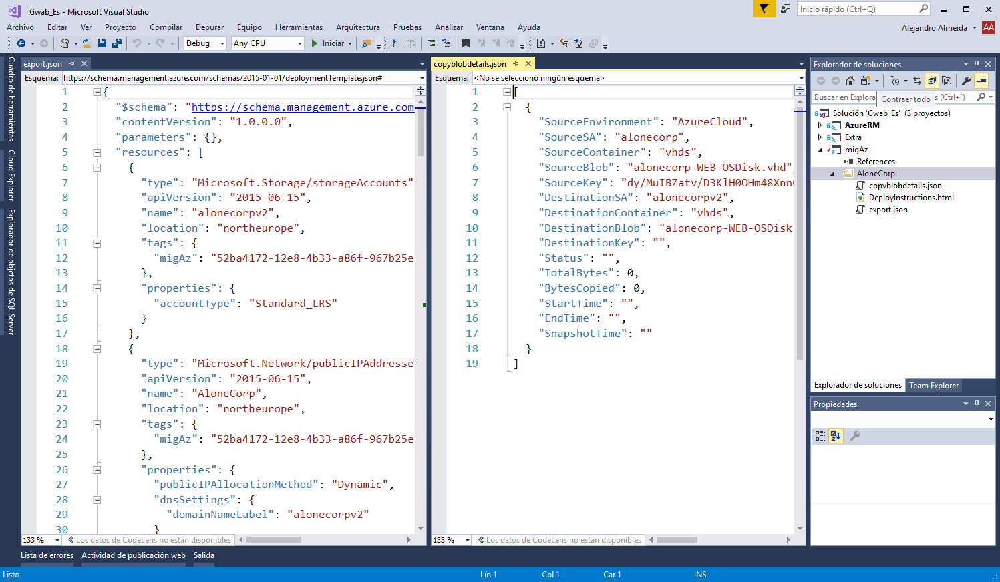 Gwab_Es - Microsoft Visual Studio
Inicio rápido (Ctrl+Q)
Archivo Editar Ver Proyecto Compilar Depurar Equipo Herramientas Arquitectura Pruebas Analizar Ventana Ayuda
Alejandro Almeida AA
Debug Any CPU Iniciar
Cuadro de herramientas
Cloud Explorer
Explorador de objetos de SQL Server
export.json
Esquema: https://schema.management.azure.com/schemas/2015-01-01/deploymentTemplate.json#
1 {
2 "$schema": "https://schema.management.azure.com
3 "contentVersion": "1.0.0.0",
4 "parameters": {},
5 "resources": [
6 {
7 "type": "Microsoft.Storage/storageAccounts"
8 "apiVersion": "2015-06-15",
9 "name": "alonecorpv2",
10 "location": "northeurope",
11 "tags": {
12 "migAz": "52ba4172-12e8-4b33-a86f-967b25e
13 },
14 "properties": {
15 "accountType": "Standard_LRS"
16 }
17 },
18 {
19 "type": "Microsoft.Network/publicIPAddresse
20 "apiVersion": "2015-06-15",
21 "name": "AloneCorp",
22 "location": "northeurope",
23 "tags": {
24 "migAz": "52ba4172-12e8-4b33-a86f-967b25e
25 },
26 "properties": {
27 "publicIPAllocationMethod": "Dynamic",
28 "dnsSettings": {
29 "domainNameLabel": "alonecorpv2"
30 }
133 % Los datos de CodeLens no están disponibles
copyblobdetails.json
Esquema: <No se seleccionó ningún esquema>
1 [
2 {
3 "SourceEnvironment": "AzureCloud",
4 "SourceSA": "alonecorp",
5 "SourceContainer": "vhds",
6 "SourceBlob": "alonecorp-WEB-OSDisk.vhd"
7 "SourceKey": "dy/MuIBZatv/D3KlH0OHm48Xnn
8 "DestinationSA": "alonecorpv2",
9 "DestinationContainer": "vhds",
10 "DestinationBlob": "alonecorp-WEB-OSDisk
11 "DestinationKey": "",
12 "Status": "",
13 "TotalBytes": 0,
14 "BytesCopied": 0,
15 "StartTime": "",
16 "EndTime": "",
17 "SnapshotTime": ""
18 }
19 ]
133 % Los datos de CodeLens no están disponibles
Explorador de soluciones
Buscar en Explora s (Ctrl+`)
Contraer todo
Solución 'Gwab_Es' (3 proyectos)
AzureRM
Extra
migAz
References
AloneCorp
copyblobdetails.json
DeployInstructions.html
export.json
Explorador de soluciones Team Explorer
Propiedades
Lista de errores Actividad de publicación web Salida
Listo Lín 1 Col 1 Car 1 INS